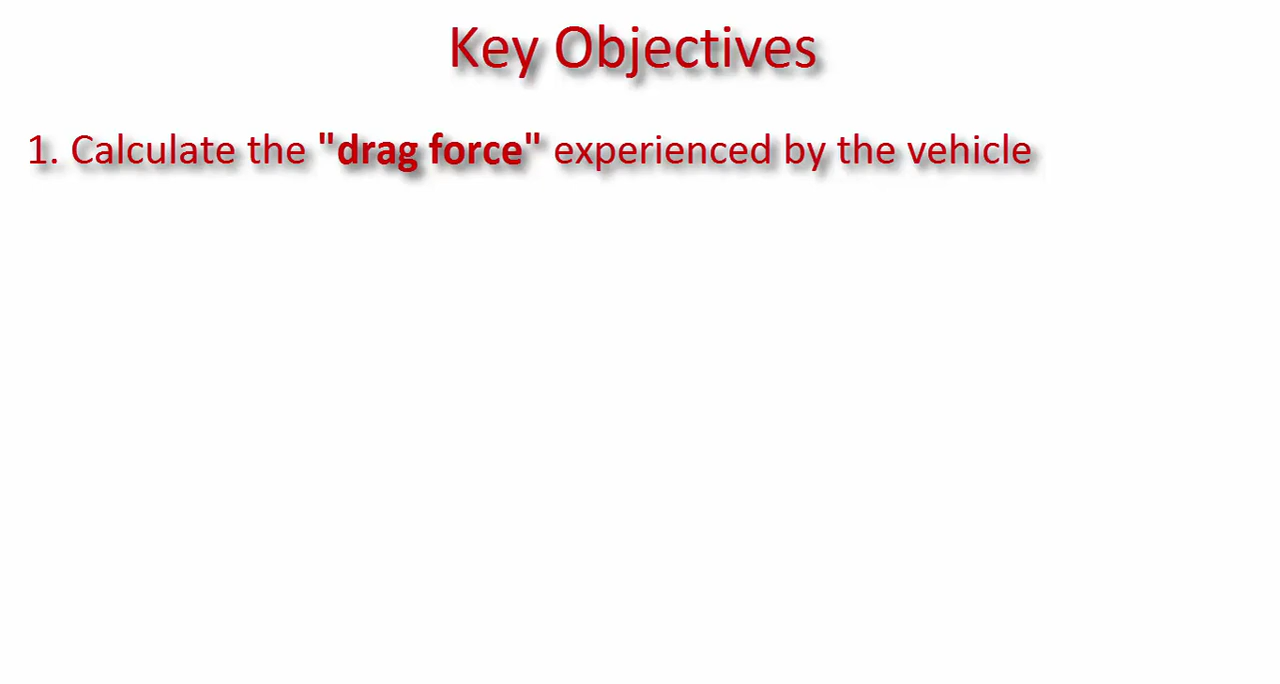 Key Objectives
1. Calculate the "drag force" experienced by the vehicle